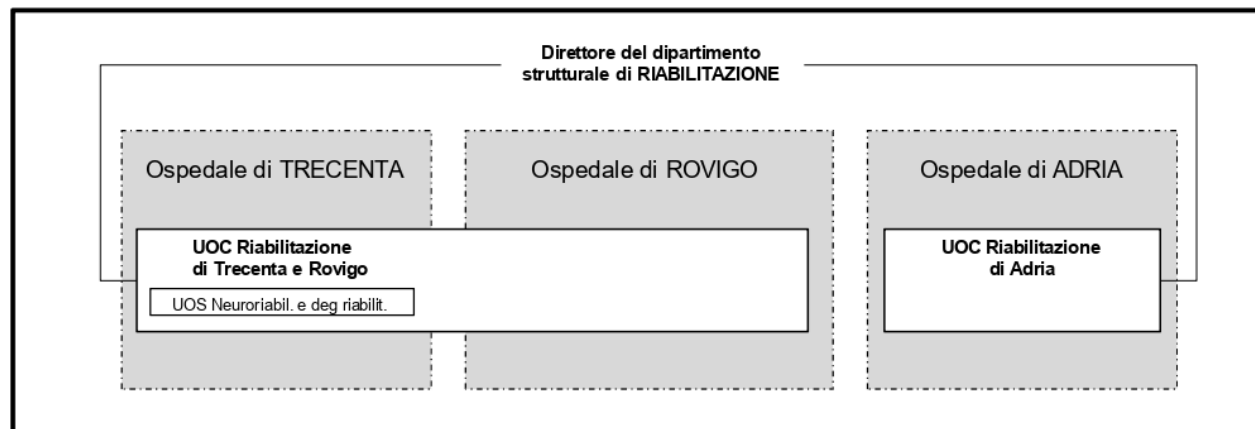 Direttore del dipartimento
strutturale di RIABILITAZIONE
Ospedale di TRECENTA
Ospedale di ROVIGO
Ospedale di ADRIA
UOC Riabilitazione
di Trecenta e Rovigo
UOS Neuroriabil. e deg riabilit.
UOC Riabilitazione
di Adria